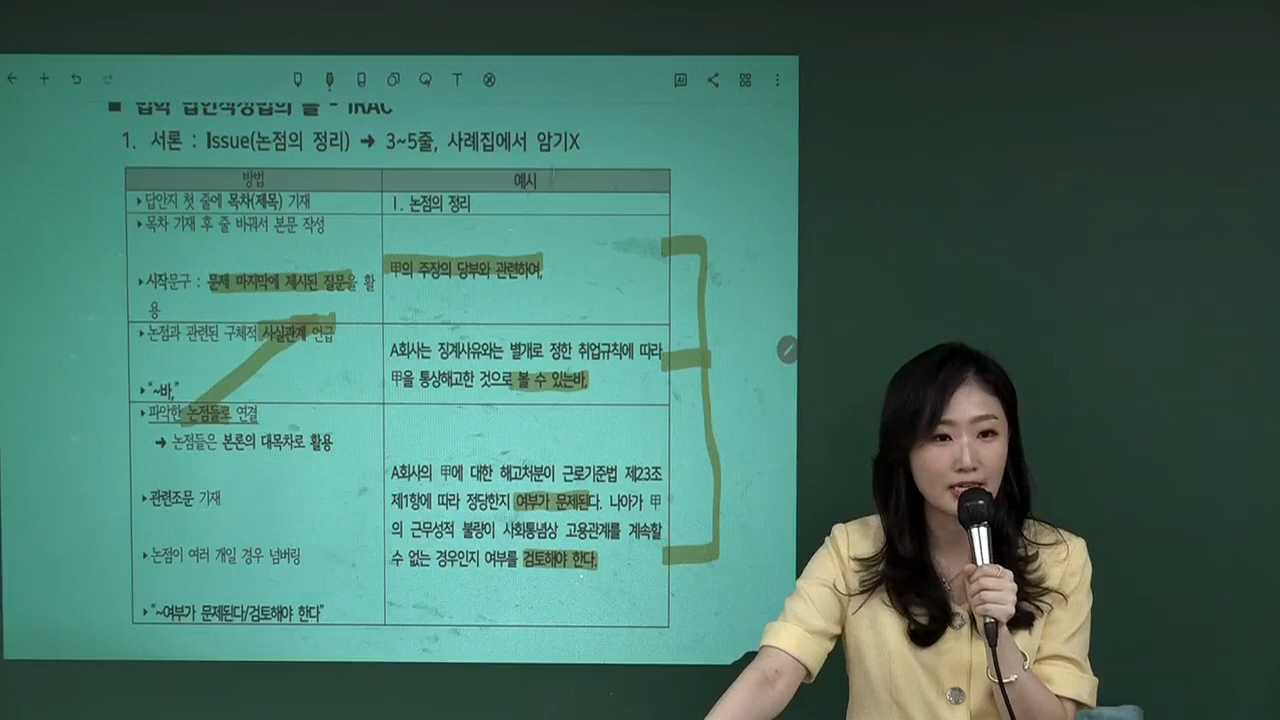 ■ 법학 답안작성법의 틀 - IRAC
1. 서론 : Issue(논점의 정리) ➜ 3~5줄, 사례집에서 암기X
방법
예시
▸답안지 첫 줄에 목차(제목) 기재
Ⅰ. 논점의 정리
▸목차 기재 후 줄 바꿔서 본문 작성
▸시작문구 : 문제 마지막에 제시된 질문을 활
용
甲의 주장의 당부와 관련하여,
▸논점과 관련된 구체적 사실관계 언급
▸"~바,"
A회사는 징계사유와는 별개로 정한 취업규칙에 따라
甲을 통상해고한 것으로 볼 수 있는바,
▸파악한 논점들로 연결
➜ 논점들은 본론의 대목차로 활용
▸관련조문 기재
▸논점이 여러 개일 경우 넘버링
▸"~여부가 문제된다/검토해야 한다"
A회사의 甲에 대한 해고처분이 근로기준법 제23조
제1항에 따라 정당한지 여부가 문제된다. 나아가 甲
의 근무성적 불량이 사회통념상 고용관계를 계속할
수 없는 경우인지 여부를 검토해야 한다.